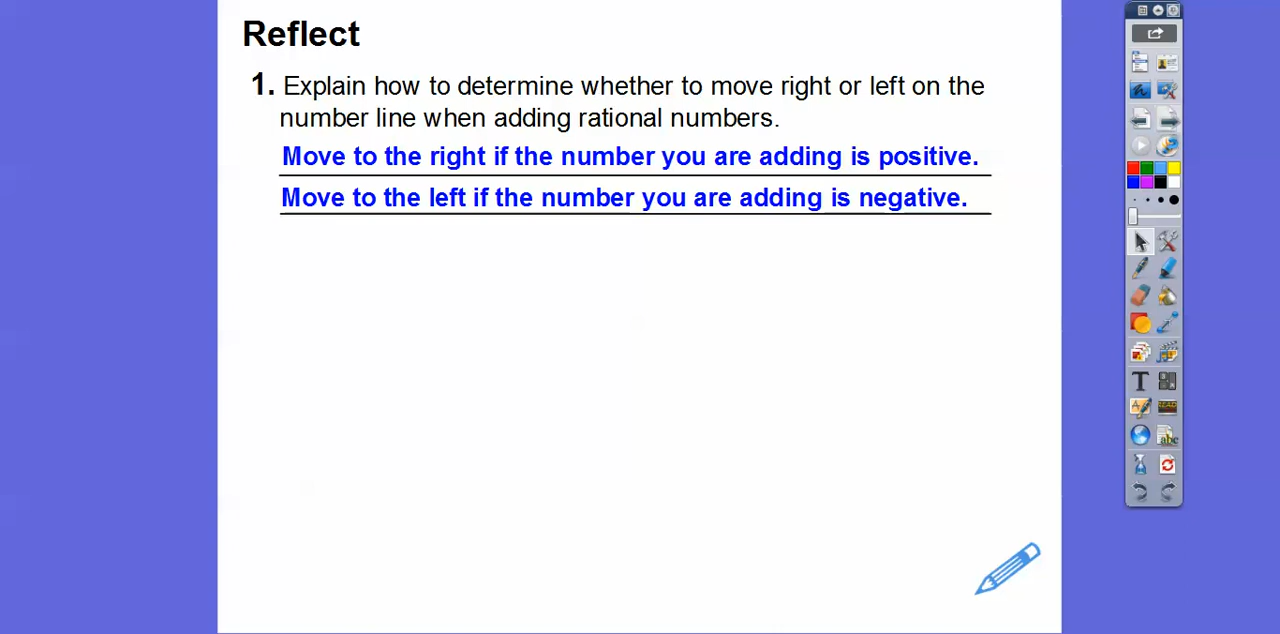 Reflect
1. Explain how to determine whether to move right or left on the
number line when adding rational numbers.
Move to the right if the number you are adding is positive.
Move to the left if the number you are adding is negative.